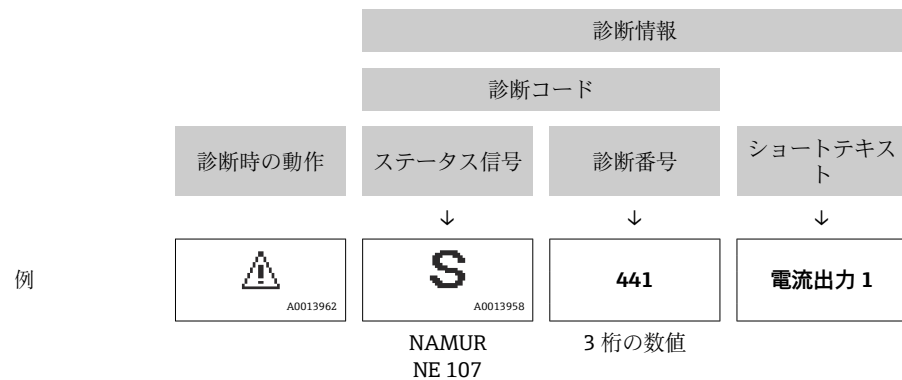 診断情報
診断コード
診断時の動作
ステータス信号
診断番号
ショートテキス
ト
↓ ↓ ↓
例
A0013962
S
A0013958
441
電流出力 1
NAMUR
NE 107
3 桁の数値